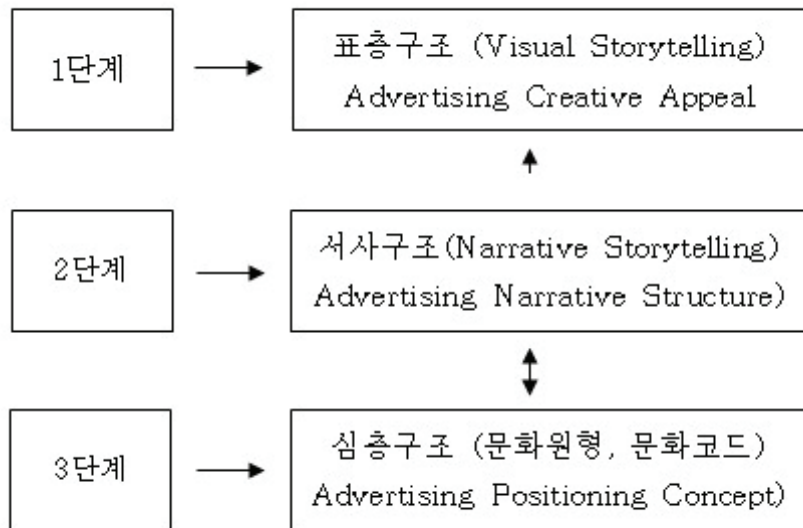 1단계
표층구조 (Visual Storytelling)
Advertising Creative Appeal
2단계
서사구조(Narrative Storytelling)
Advertising Narrative Structure)
3단계
심층구조 (문화원형, 문화코드)
Advertising Positioning Concept)